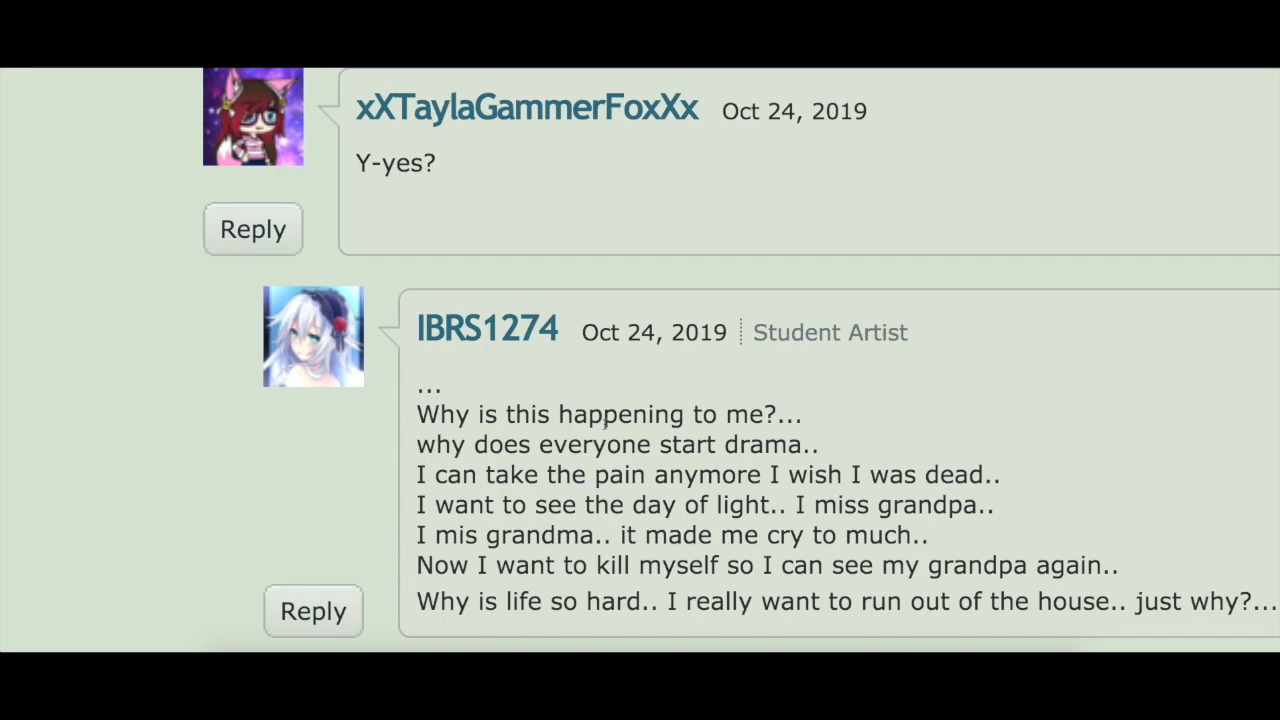 xXTaylaGammerFoxXx Oct 24, 2019
Y-yes?
Reply
IBRS1274 Oct 24, 2019 Student Artist
...
Why is this happening to me?...
why does everyone start drama..
I can take the pain anymore I wish I was dead..
I want to see the day of light.. I miss grandpa..
I mis grandma.. it made me cry to much..
Now I want to kill myself so I can see my grandpa again..
Why is life so hard.. I really want to run out of the house.. just why?...
Reply